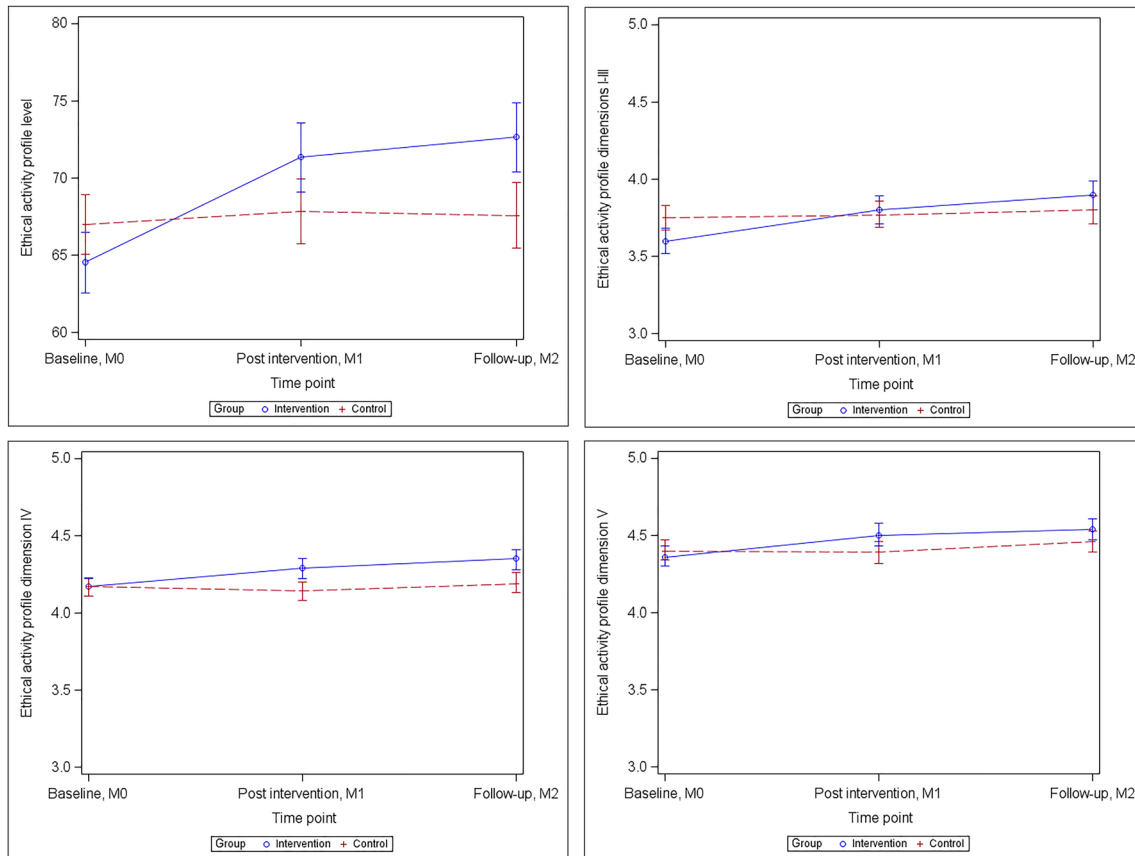 Ethical activity profile level
80
75
70
65
60
Baseline, M0 Post intervention, M1 Follow-up, M2
Time point
Group Intervention Control
Ethical activity profile dimensions I-III
5.0
4.5
4.0
3.5
3.0
Baseline, M0 Post intervention, M1 Follow-up, M2
Time point
Group Intervention Control
Ethical activity profile dimension IV
5.0
4.5
4.0
3.5
3.0
Baseline, M0 Post intervention, M1 Follow-up, M2
Time point
Group Intervention Control
Ethical activity profile dimension V
5.0
4.5
4.0
3.5
3.0
Baseline, M0 Post intervention, M1 Follow-up, M2
Time point
Group Intervention Control